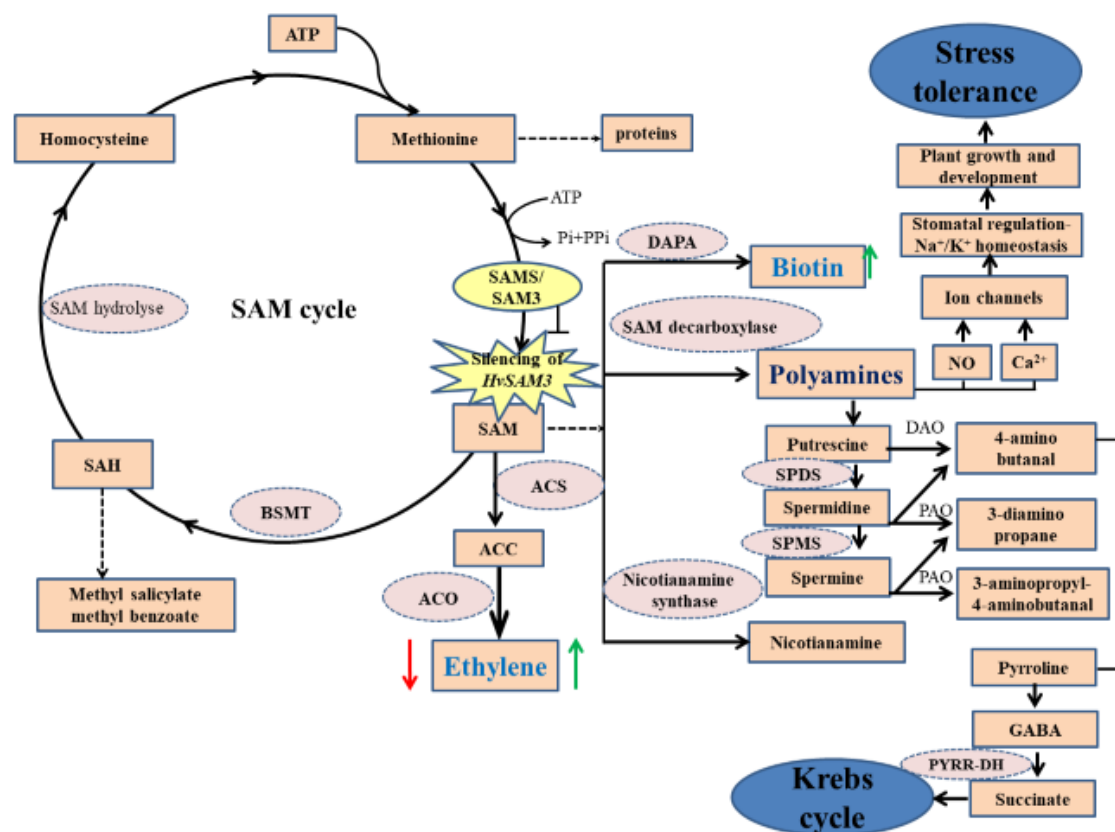 ATP
Stress
tolerance
Homocysteine
Methionine
proteins
Plant growth and
development
ATP
Pi+PPi
DAPA
Biotin
Stomatal regulation-
Na⁺/K⁺ homeostasis
SAMS/
SAM3
SAM hydrolyse
SAM cycle
SAM decarboxylase
Ion channels
Silencing of
HvSAM3
Polyamines
NO
Ca²⁺
SAM
Putrescine
DAO
4-amino
butanal
SAH
ACS
SPDS
BSMT
Spermidine
PAO
3-diamino
propane
ACC
SPMS
Methyl salicylate
methyl benzoate
ACO
Nicotianamine
synthase
Spermine
PAO
3-aminopropyl-
4-aminobutanal
Ethylene
Nicotianamine
Pyrroline
GABA
PYRR-DH
Krebs
cycle
Succinate